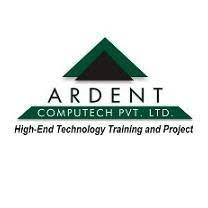 ARDENT
COMPUTECH PVT. LTD.
High-End Technology Training and Project